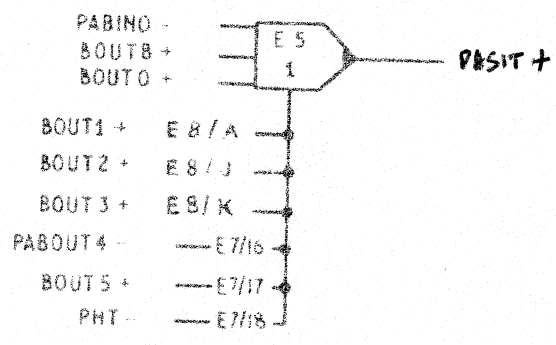 PABINO -
BOUT8 +
BOUT0 +
E 5
1
PASIT +
BOUT1 + E8/A
BOUT2 + E8/J
BOUT3 + E8/K
PABOUT4 - E7/16
BOUT5 + E7/17
PHT - E7/18